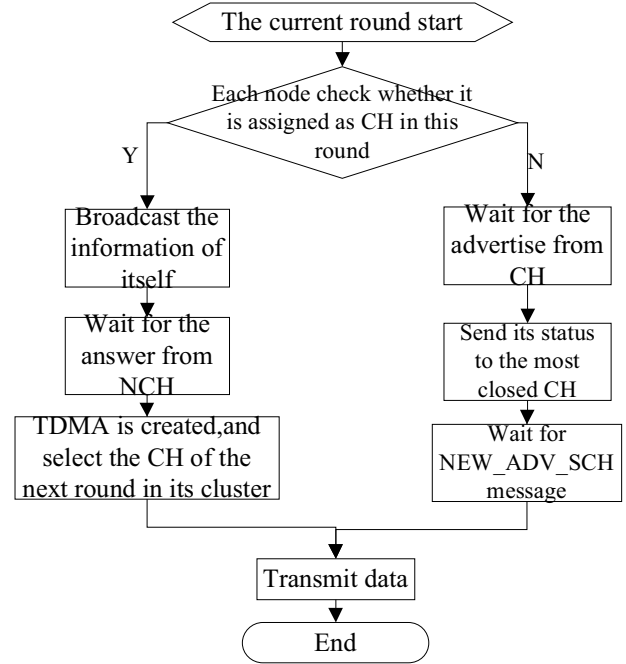 The current round start
Each node check whether it
is assigned as CH in this
round
Y
N
Broadcast the
information of
itself
Wait for the
answer from
NCH
TDMA is created,and
select the CH of the
next round in its cluster
Wait for the
advertise from
CH
Send its status
to the most
closed CH
Wait for
NEW_ADV_SCH
message
Transmit data
End